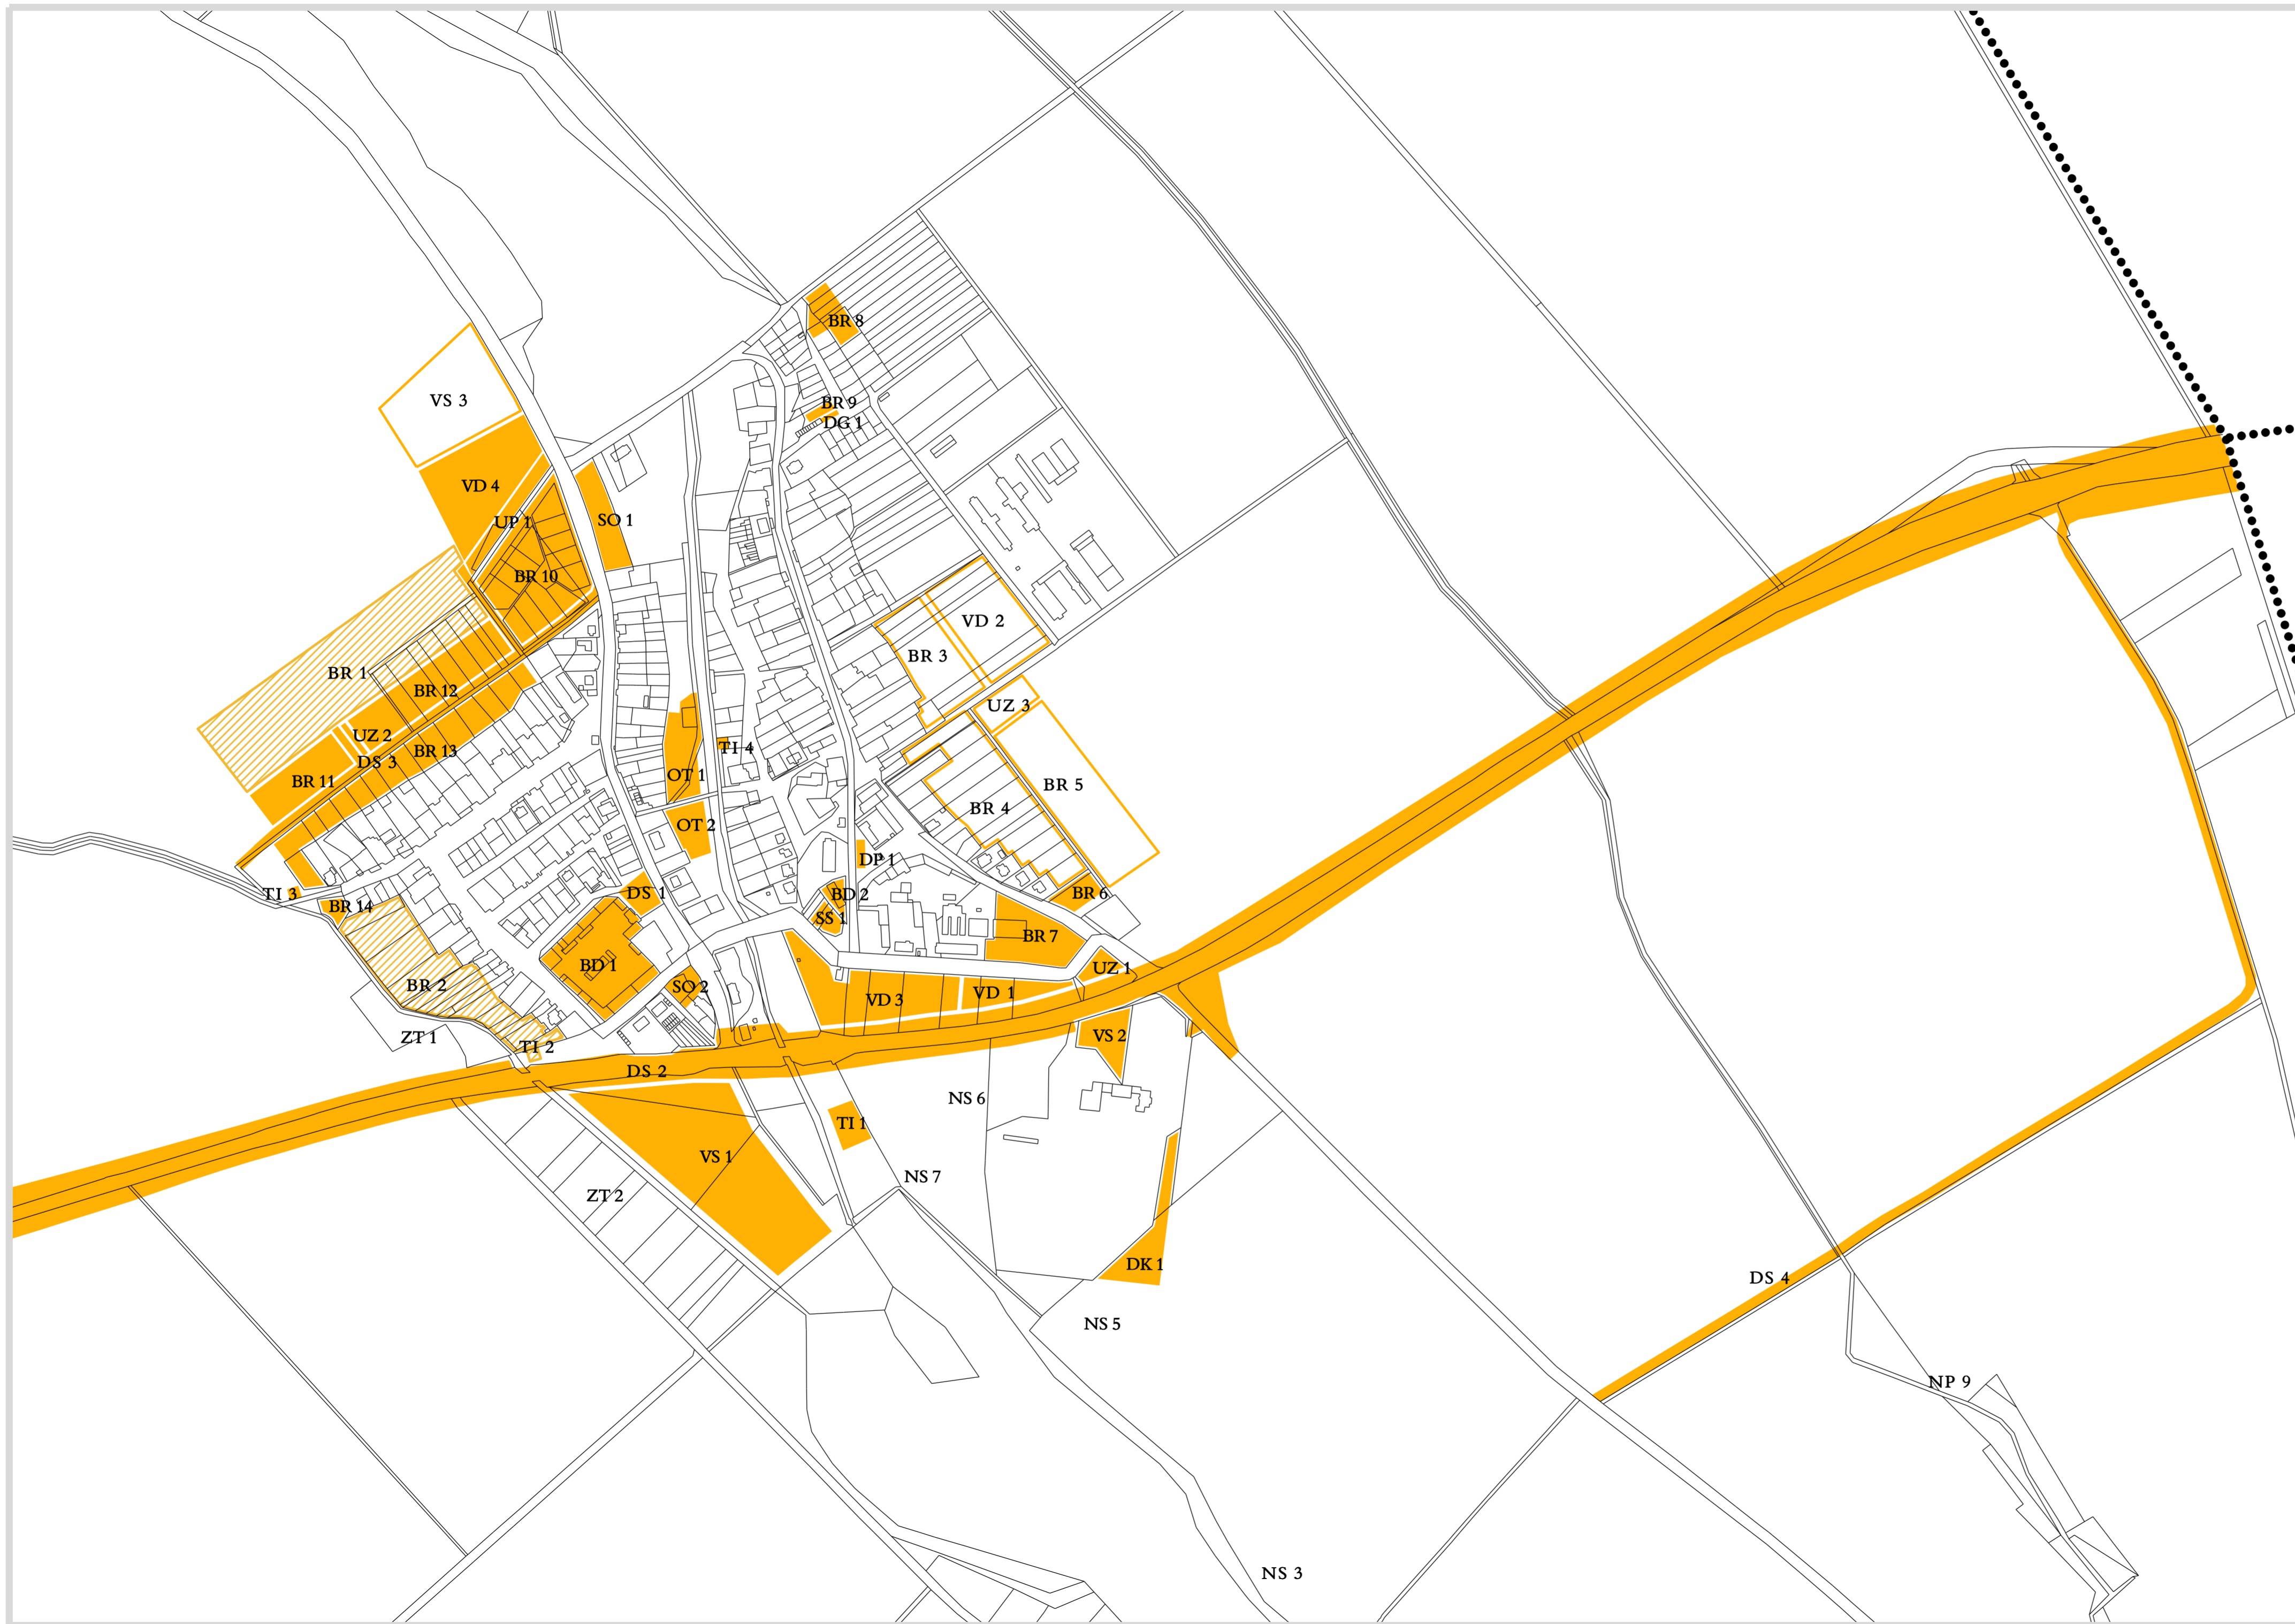 BR 8
VS 3
BR 9
DG 1
VD 4
UP 1
SO 1
BR 10
VD 2
BR 3
BR 1
BR 12
UZ 3
UZ 2
TI 4
BR 13
DS 3
OT 1
BR 11
BR 5
BR 4
OT 2
DP 1
TI 3
DS 1
BD 2
BR 6
BR 14
SS 1
BR 7
BD 1
UZ 1
BR 2
SO 2
VD 3
VD 1
ZT 1
VS 2
TI 2
DS 2
NS 6
TI 1
VS 1
NS 7
ZT 2
DK 1
DS 4
NS 5
NP 9
NS 3